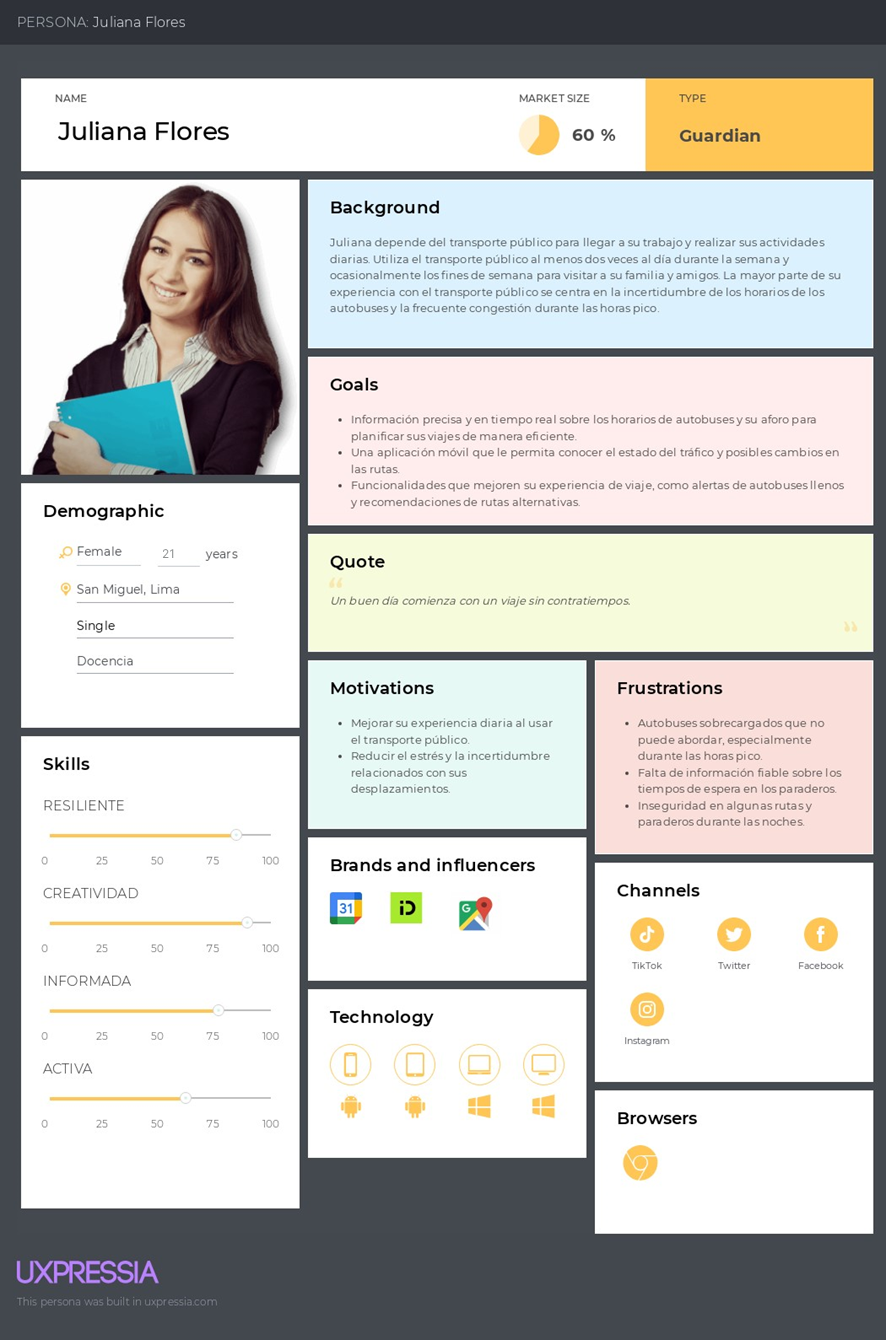 PERSONA: Juliana Flores
NAME
Juliana Flores
MARKET SIZE
60 %
TYPE
Guardian
Background
Juliana depende del transporte público para llegar a su trabajo y realizar sus actividades
diarias. Utiliza el transporte público al menos dos veces al día durante la semana y
ocasionalmente los fines de semana para visitar a su familia y amigos. La mayor parte de su
experiencia con el transporte público se centra en la incertidumbre de los horarios de los
autobuses y la frecuente congestión durante las horas pico.
Goals
• Información precisa y en tiempo real sobre los horarios de autobuses y su aforo para
planificar sus viajes de manera eficiente.
• Una aplicación móvil que le permita conocer el estado del tráfico y posibles cambios en
las rutas.
• Funcionalidades que mejoren su experiencia de viaje, como alertas de autobuses llenos
y recomendaciones de rutas alternativas.
Demographic
Female 21 years
San Miguel, Lima
Single
Docencia
Quote
“
Un buen día comienza con un viaje sin contratiempos.
”
Motivations
• Mejorar su experiencia diaria al usar
el transporte público.
• Reducir el estrés y la incertidumbre
relacionados con sus
desplazamientos.
Frustrations
• Autobuses sobrecargados que no
puede abordar, especialmente
durante las horas pico.
• Falta de información fiable sobre los
tiempos de espera en los paraderos.
• Inseguridad en algunas rutas y
paraderos durante las noches.
Skills
RESILIENTE
0 25 50 75 100
CREATIVIDAD
0 25 50 75 100
INFORMADA
0 25 50 75 100
ACTIVA
0 25 50 75 100
Brands and influencers
31 iD G
Channels
TikTok Twitter Facebook
Instagram
Technology
Browsers
UXPRESSIA
This persona was built in uxpressia.com